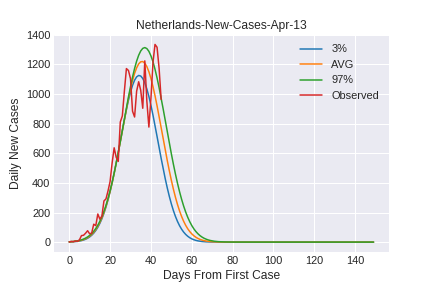 Netherlands-New-Cases-Apr-13
1400
1200
1000
800
600
400
200
0
Daily New Cases
3%
AVG
97%
Observed
0 20 40 60 80 100 120 140
Days From First Case